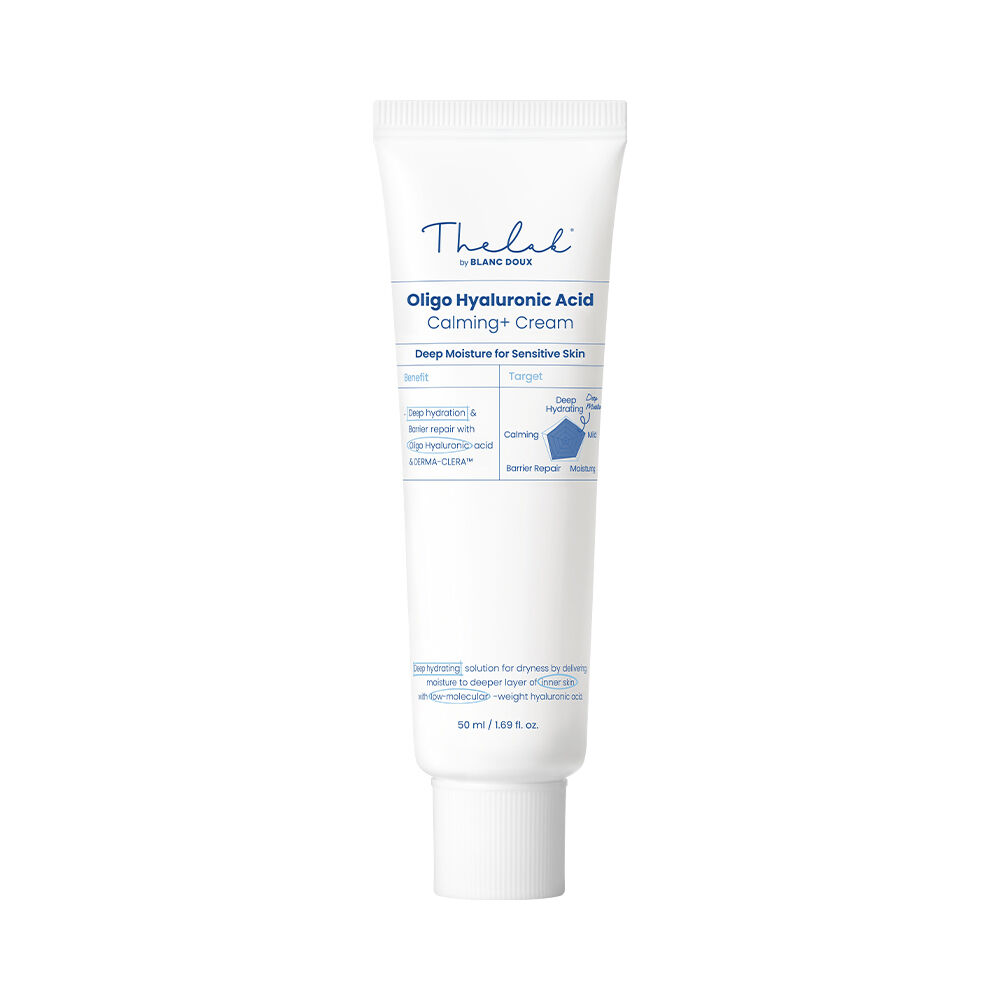 Thelab®
by BLANC DOUX
Oligo Hyaluronic Acid
Calming+ Cream
Deep Moisture for Sensitive Skin
Benefit
Target
Deep hydration &
Barrier repair with
Oligo Hyaluronic acid
& DERMA-CLERA™
Deep
Hydrating
Deep
Calming
Mild
Barrier Repair
Moisturing
Deep hydrating solution for dryness by delivering
moisture to deeper layer of inner skin
with low-molecular -weight hyaluronic acid.
50 ml / 1.69 fl. oz.